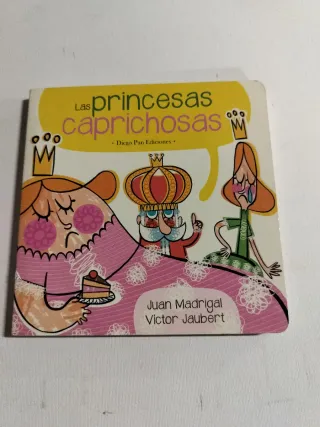 Las princesas
caprichosas
• Diego Pun Ediciones •
Juan Madrigal
Víctor Jaubert